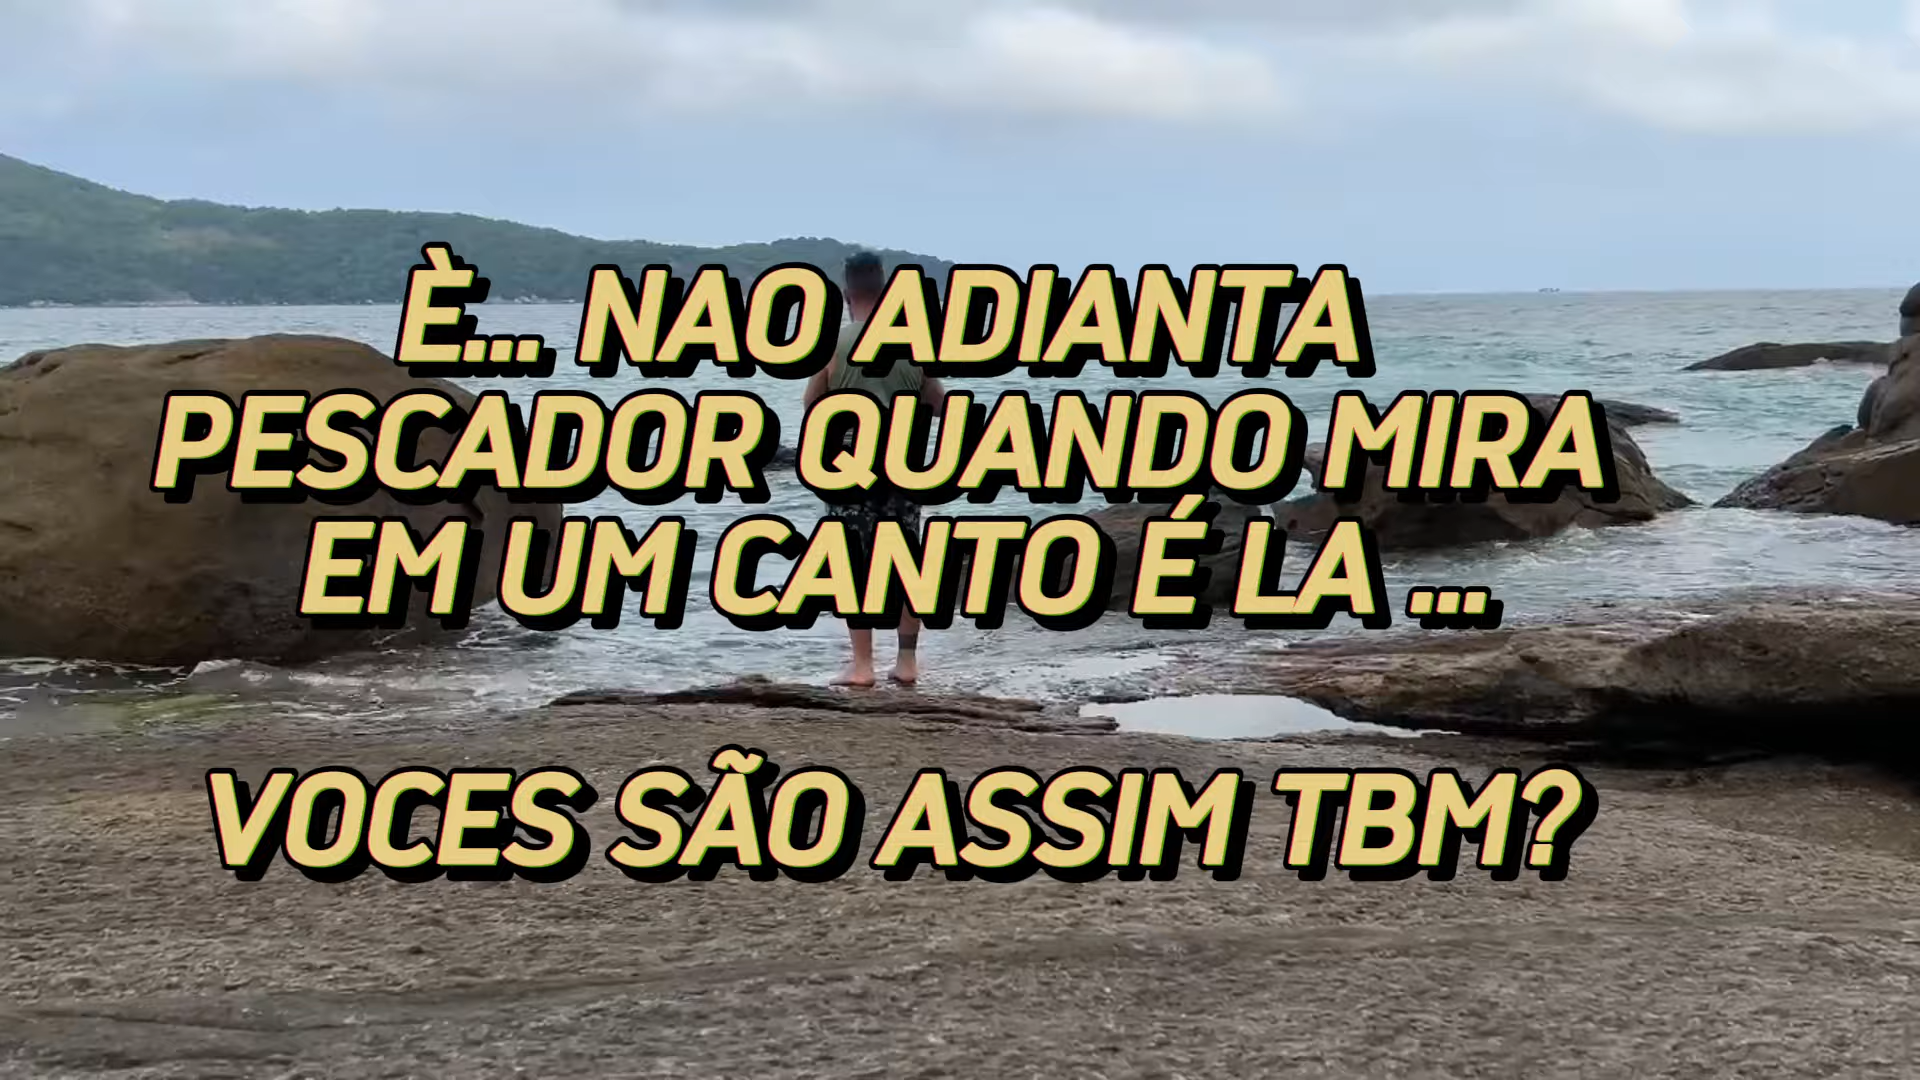 È... NAO ADIANTA
PESCADOR QUANDO MIRA
EM UM CANTO É LA ...
VOCES SÃO ASSIM TBM?